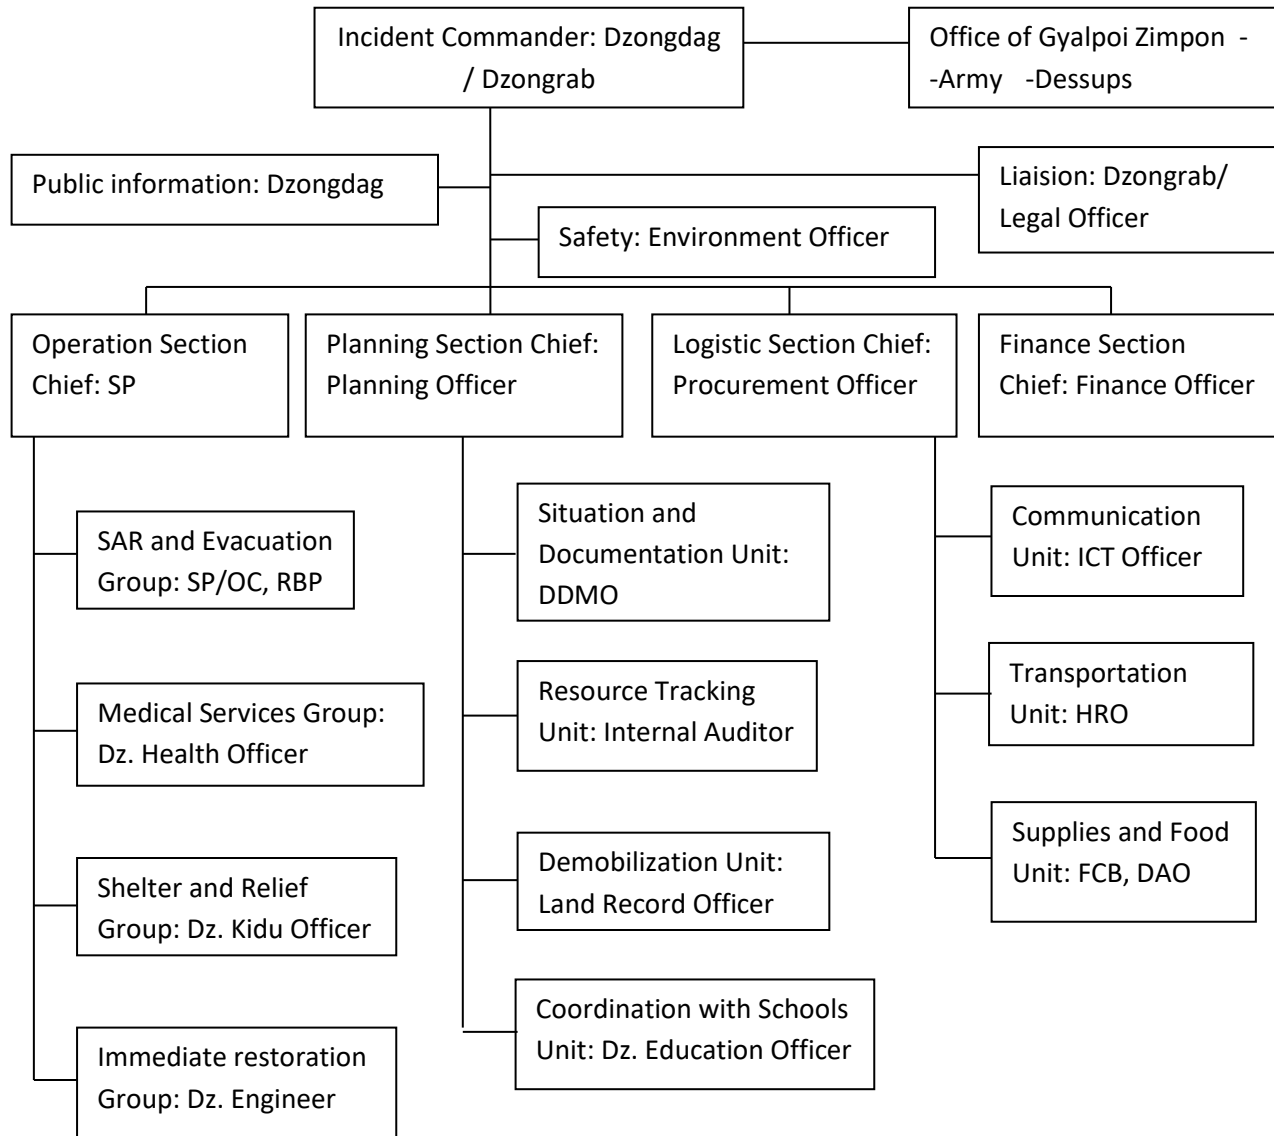 Incident Commander: Dzongdag
/ Dzongrab
Office of Gyalpoi Zimpon -
-Army -Dessups
Public information: Dzongdag
Liaision: Dzongrab/
Legal Officer
Safety: Environment Officer
Operation Section
Chief: SP
Planning Section Chief:
Planning Officer
Logistic Section Chief:
Procurement Officer
Finance Section
Chief: Finance Officer
SAR and Evacuation
Group: SP/OC, RBP
Medical Services Group:
Dz. Health Officer
Shelter and Relief
Group: Dz. Kidu Officer
Immediate restoration
Group: Dz. Engineer
Situation and
Documentation Unit:
DDMO
Resource Tracking
Unit: Internal Auditor
Demobilization Unit:
Land Record Officer
Coordination with Schools
Unit: Dz. Education Officer
Communication
Unit: ICT Officer
Transportation
Unit: HRO
Supplies and Food
Unit: FCB, DAO